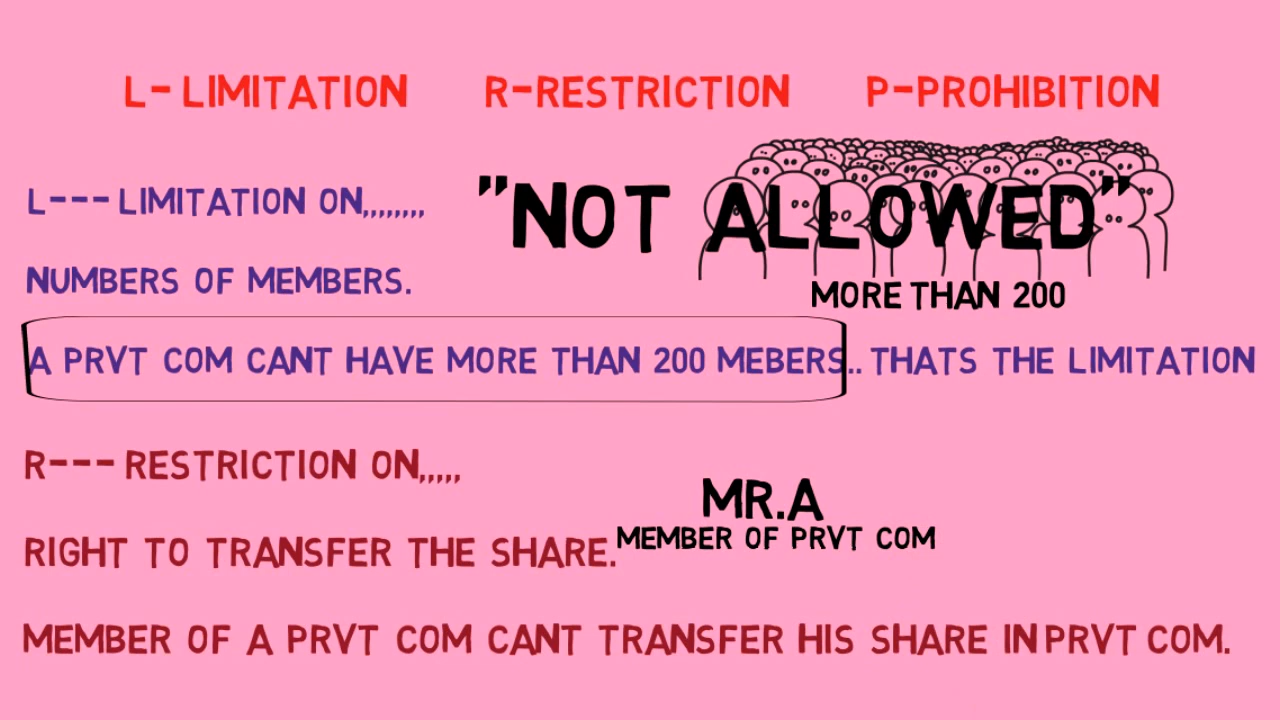 L- LIMITATION R-RESTRICTION P-PROHIBITION
L--- LIMITATION ON,,,,,,,,
"NOT ALLOWED"
NUMBERS OF MEMBERS.
MORE THAN 200
A PRVT COM CANT HAVE MORE THAN 200 MEBERS.. THATS THE LIMITATION
R--- RESTRICTION ON,,,,,
MR.A
MEMBER OF PRVT COM
RIGHT TO TRANSFER THE SHARE.
MEMBER OF A PRVT COM CANT TRANSFER HIS SHARE IN PRVT COM.